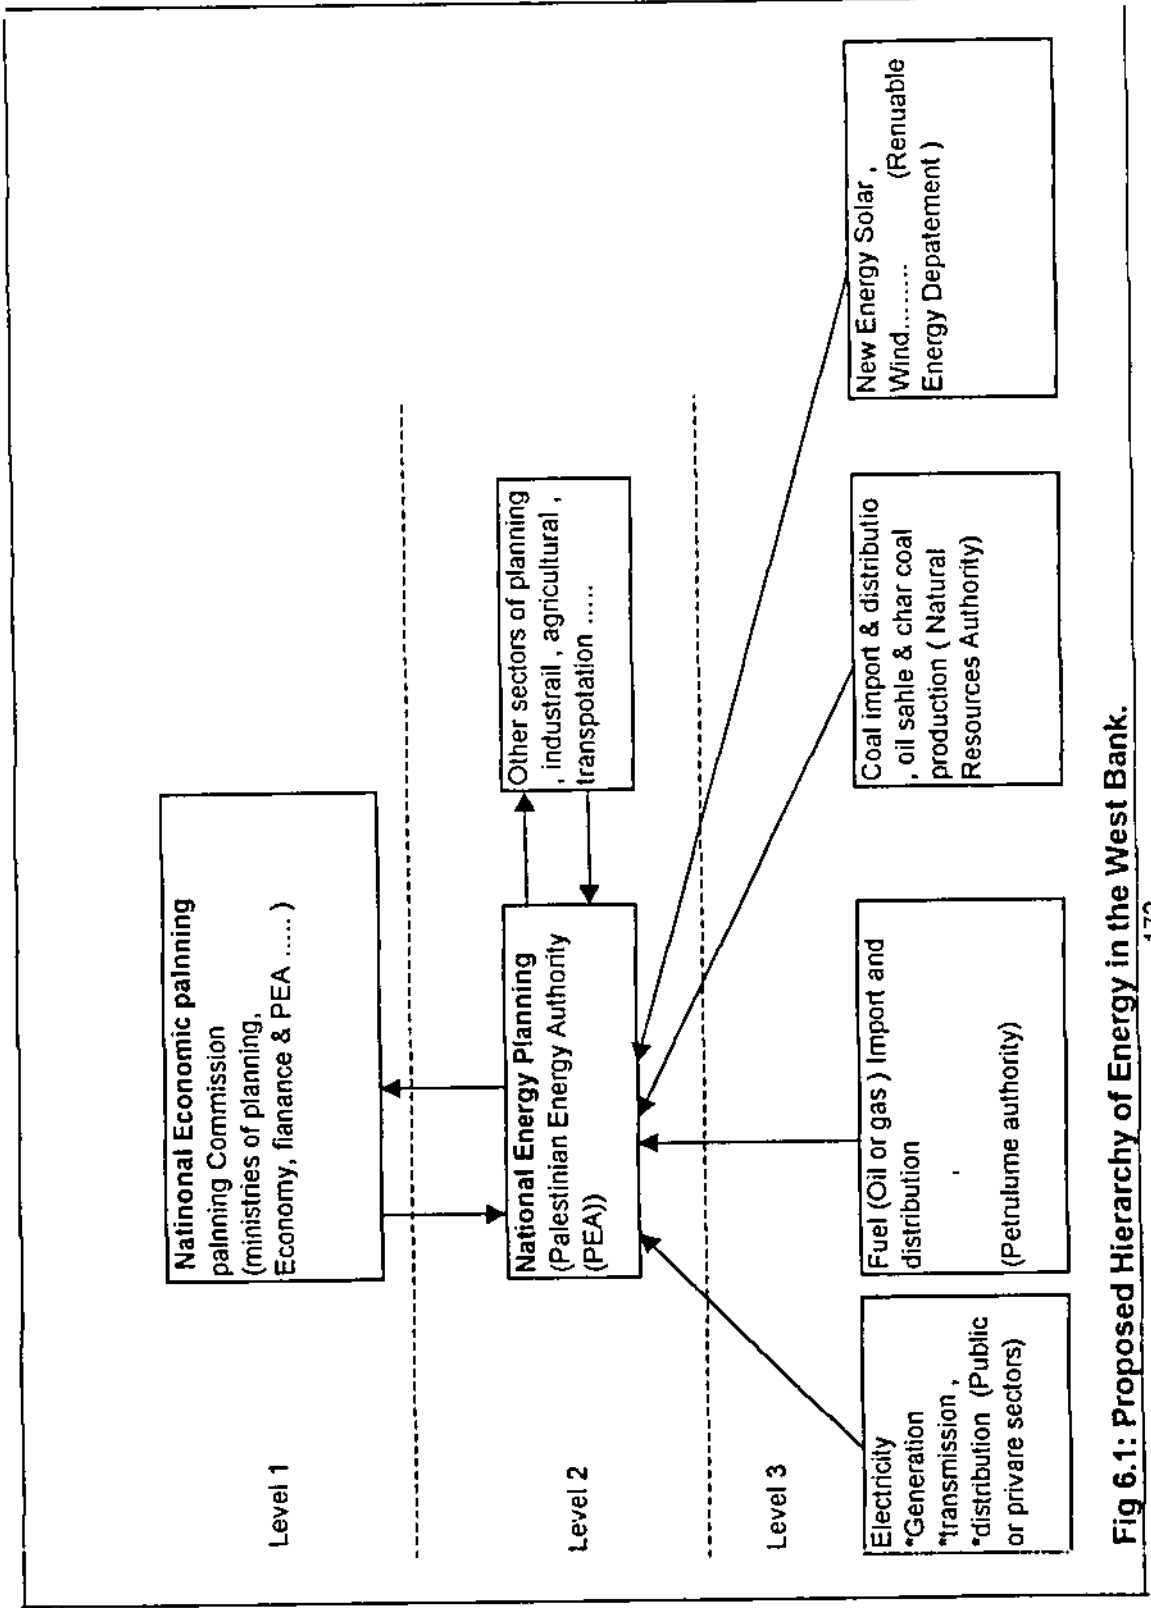 Level 1
Natinonal Economic palnning
palnning Commission
(ministries of planning,
Economy, fianance & PEA .....)
Level 2
National Energy Planning
(Palestinian Energy Authority
(PEA))
Other sectors of planning
, industrail , agricultural ,
transpotation .....
Level 3
Electricity
*Generation
*transmission ,
*distribution (Public
or privare sectors)
Fuel (Oil or gas ) Import and
distribution
(Petrulume authority)
Coal import & distributio
, oil sahle & char coal
production ( Natural
Resources Authority)
New Energy Solar ,
Wind........ (Renuable
Energy Depatement )
Fig 6.1: Proposed Hierarchy of Energy in the West Bank.